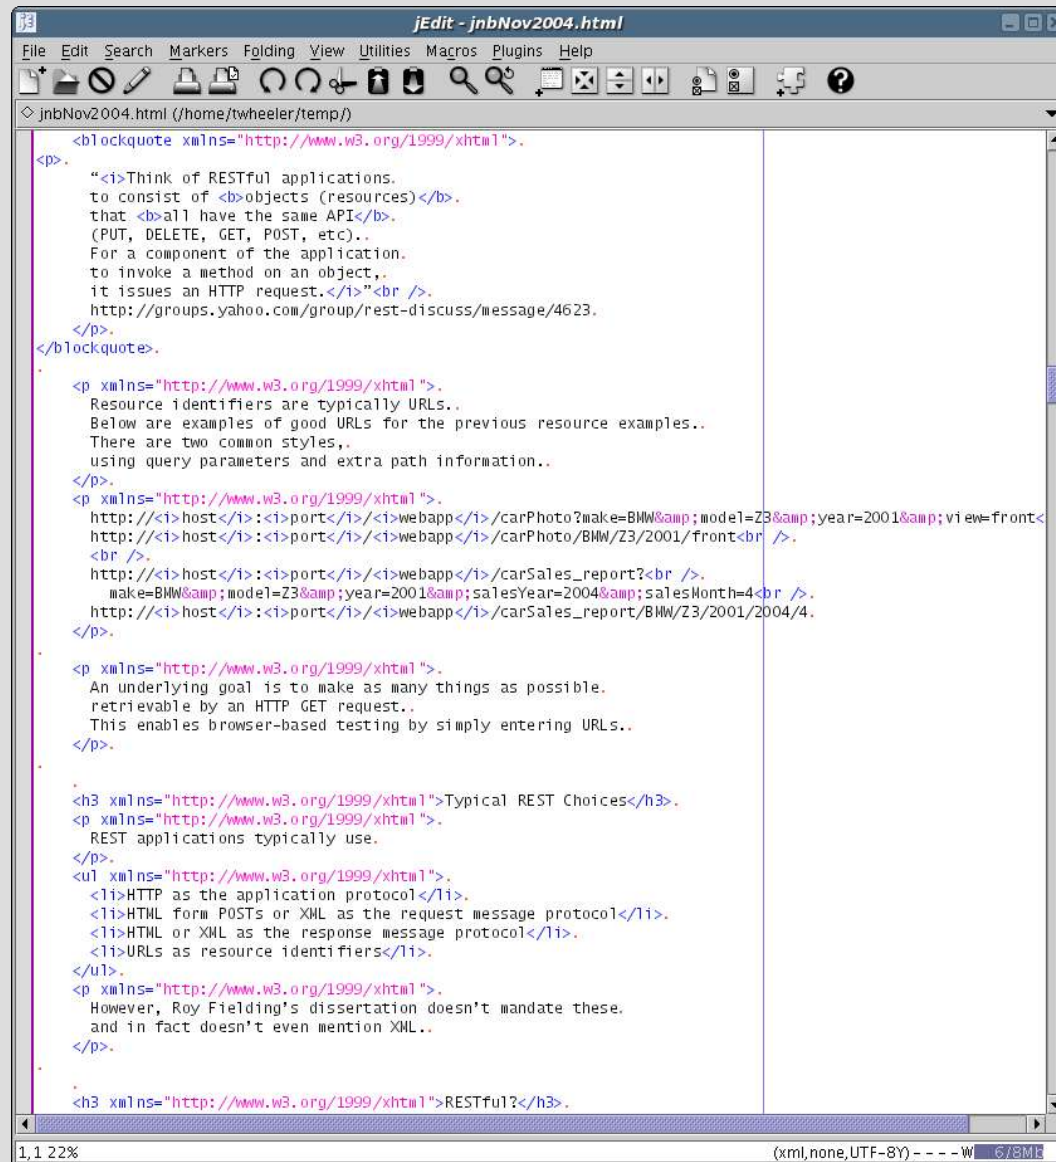 jEdit - jnbNov2004.html
File Edit Search Markers Folding View Utilities Macros Plugins Help
jnbNov2004.html (/home/twheeler/temp/)
<blockquote xmlns="http://www.w3.org/1999/xhtml">.
<p>.
“<i>Think of RESTful applications.
to consist of <b>objects (resources)</b>.
that <b>all have the same API</b>.
(PUT, DELETE, GET, POST, etc)..
For a component of the application.
to invoke a method on an object,.
it issues an HTTP request.</i>”<br />.
http://groups.yahoo.com/group/rest-discuss/message/4623.
</p>.
</blockquote>.
.
<p xmlns="http://www.w3.org/1999/xhtml">.
Resource identifiers are typically URLs..
Below are examples of good URLs for the previous resource examples..
There are two common styles,.
using query parameters and extra path information..
</p>.
<p xmlns="http://www.w3.org/1999/xhtml">.
http://<i>host</i>:<i>port</i>/<i>webapp</i>/carPhoto?make=BMW&amp;model=Z3&amp;year=2001&amp;view=front<
http://<i>host</i>:<i>port</i>/<i>webapp</i>/carPhoto/BMW/Z3/2001/front<br />.
<br />.
http://<i>host</i>:<i>port</i>/<i>webapp</i>/carSales_report?<br />.
make=BMW&amp;model=Z3&amp;year=2001&amp;salesYear=2004&amp;salesMonth=4<br />.
http://<i>host</i>:<i>port</i>/<i>webapp</i>/carSales_report/BMW/Z3/2001/2004/4.
</p>.
.
<p xmlns="http://www.w3.org/1999/xhtml">.
An underlying goal is to make as many things as possible.
retrievable by an HTTP GET request..
This enables browser-based testing by simply entering URLs..
</p>.
.
.
<h3 xmlns="http://www.w3.org/1999/xhtml">Typical REST Choices</h3>.
<p xmlns="http://www.w3.org/1999/xhtml">.
REST applications typically use.
</p>.
<ul xmlns="http://www.w3.org/1999/xhtml">.
<li>HTTP as the application protocol</li>.
<li>HTML form POSTs or XML as the request message protocol</li>.
<li>HTML or XML as the response message protocol</li>.
<li>URLs as resource identifiers</li>.
</ul>.
<p xmlns="http://www.w3.org/1999/xhtml">.
However, Roy Fielding's dissertation doesn't mandate these.
and in fact doesn't even mention XML..
</p>.
.
.
<h3 xmlns="http://www.w3.org/1999/xhtml">RESTful?</h3>.
1,1 22% (xml,none,UTF-8Y) - - - - W 6/8Mb